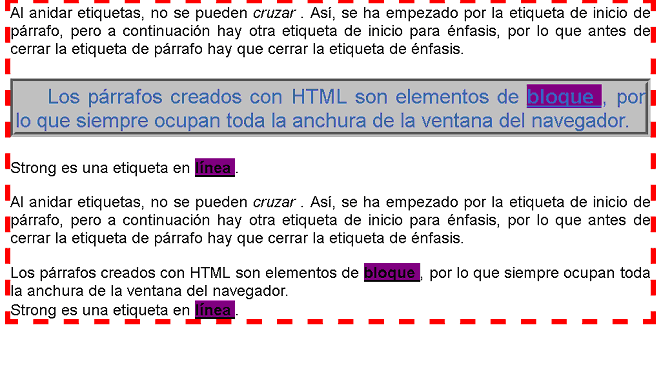 Al anidar etiquetas, no se pueden cruzar . Así, se ha empezado por la etiqueta de inicio de
párrafo, pero a continuación hay otra etiqueta de inicio para énfasis, por lo que antes de
cerrar la etiqueta de párrafo hay que cerrar la etiqueta de énfasis.
Los párrafos creados con HTML son elementos de bloque , por
lo que siempre ocupan toda la anchura de la ventana del navegador.
Strong es una etiqueta en línea .
Al anidar etiquetas, no se pueden cruzar . Así, se ha empezado por la etiqueta de inicio de
párrafo, pero a continuación hay otra etiqueta de inicio para énfasis, por lo que antes de
cerrar la etiqueta de párrafo hay que cerrar la etiqueta de énfasis.
Los párrafos creados con HTML son elementos de bloque , por lo que siempre ocupan toda
la anchura de la ventana del navegador.
Strong es una etiqueta en línea .